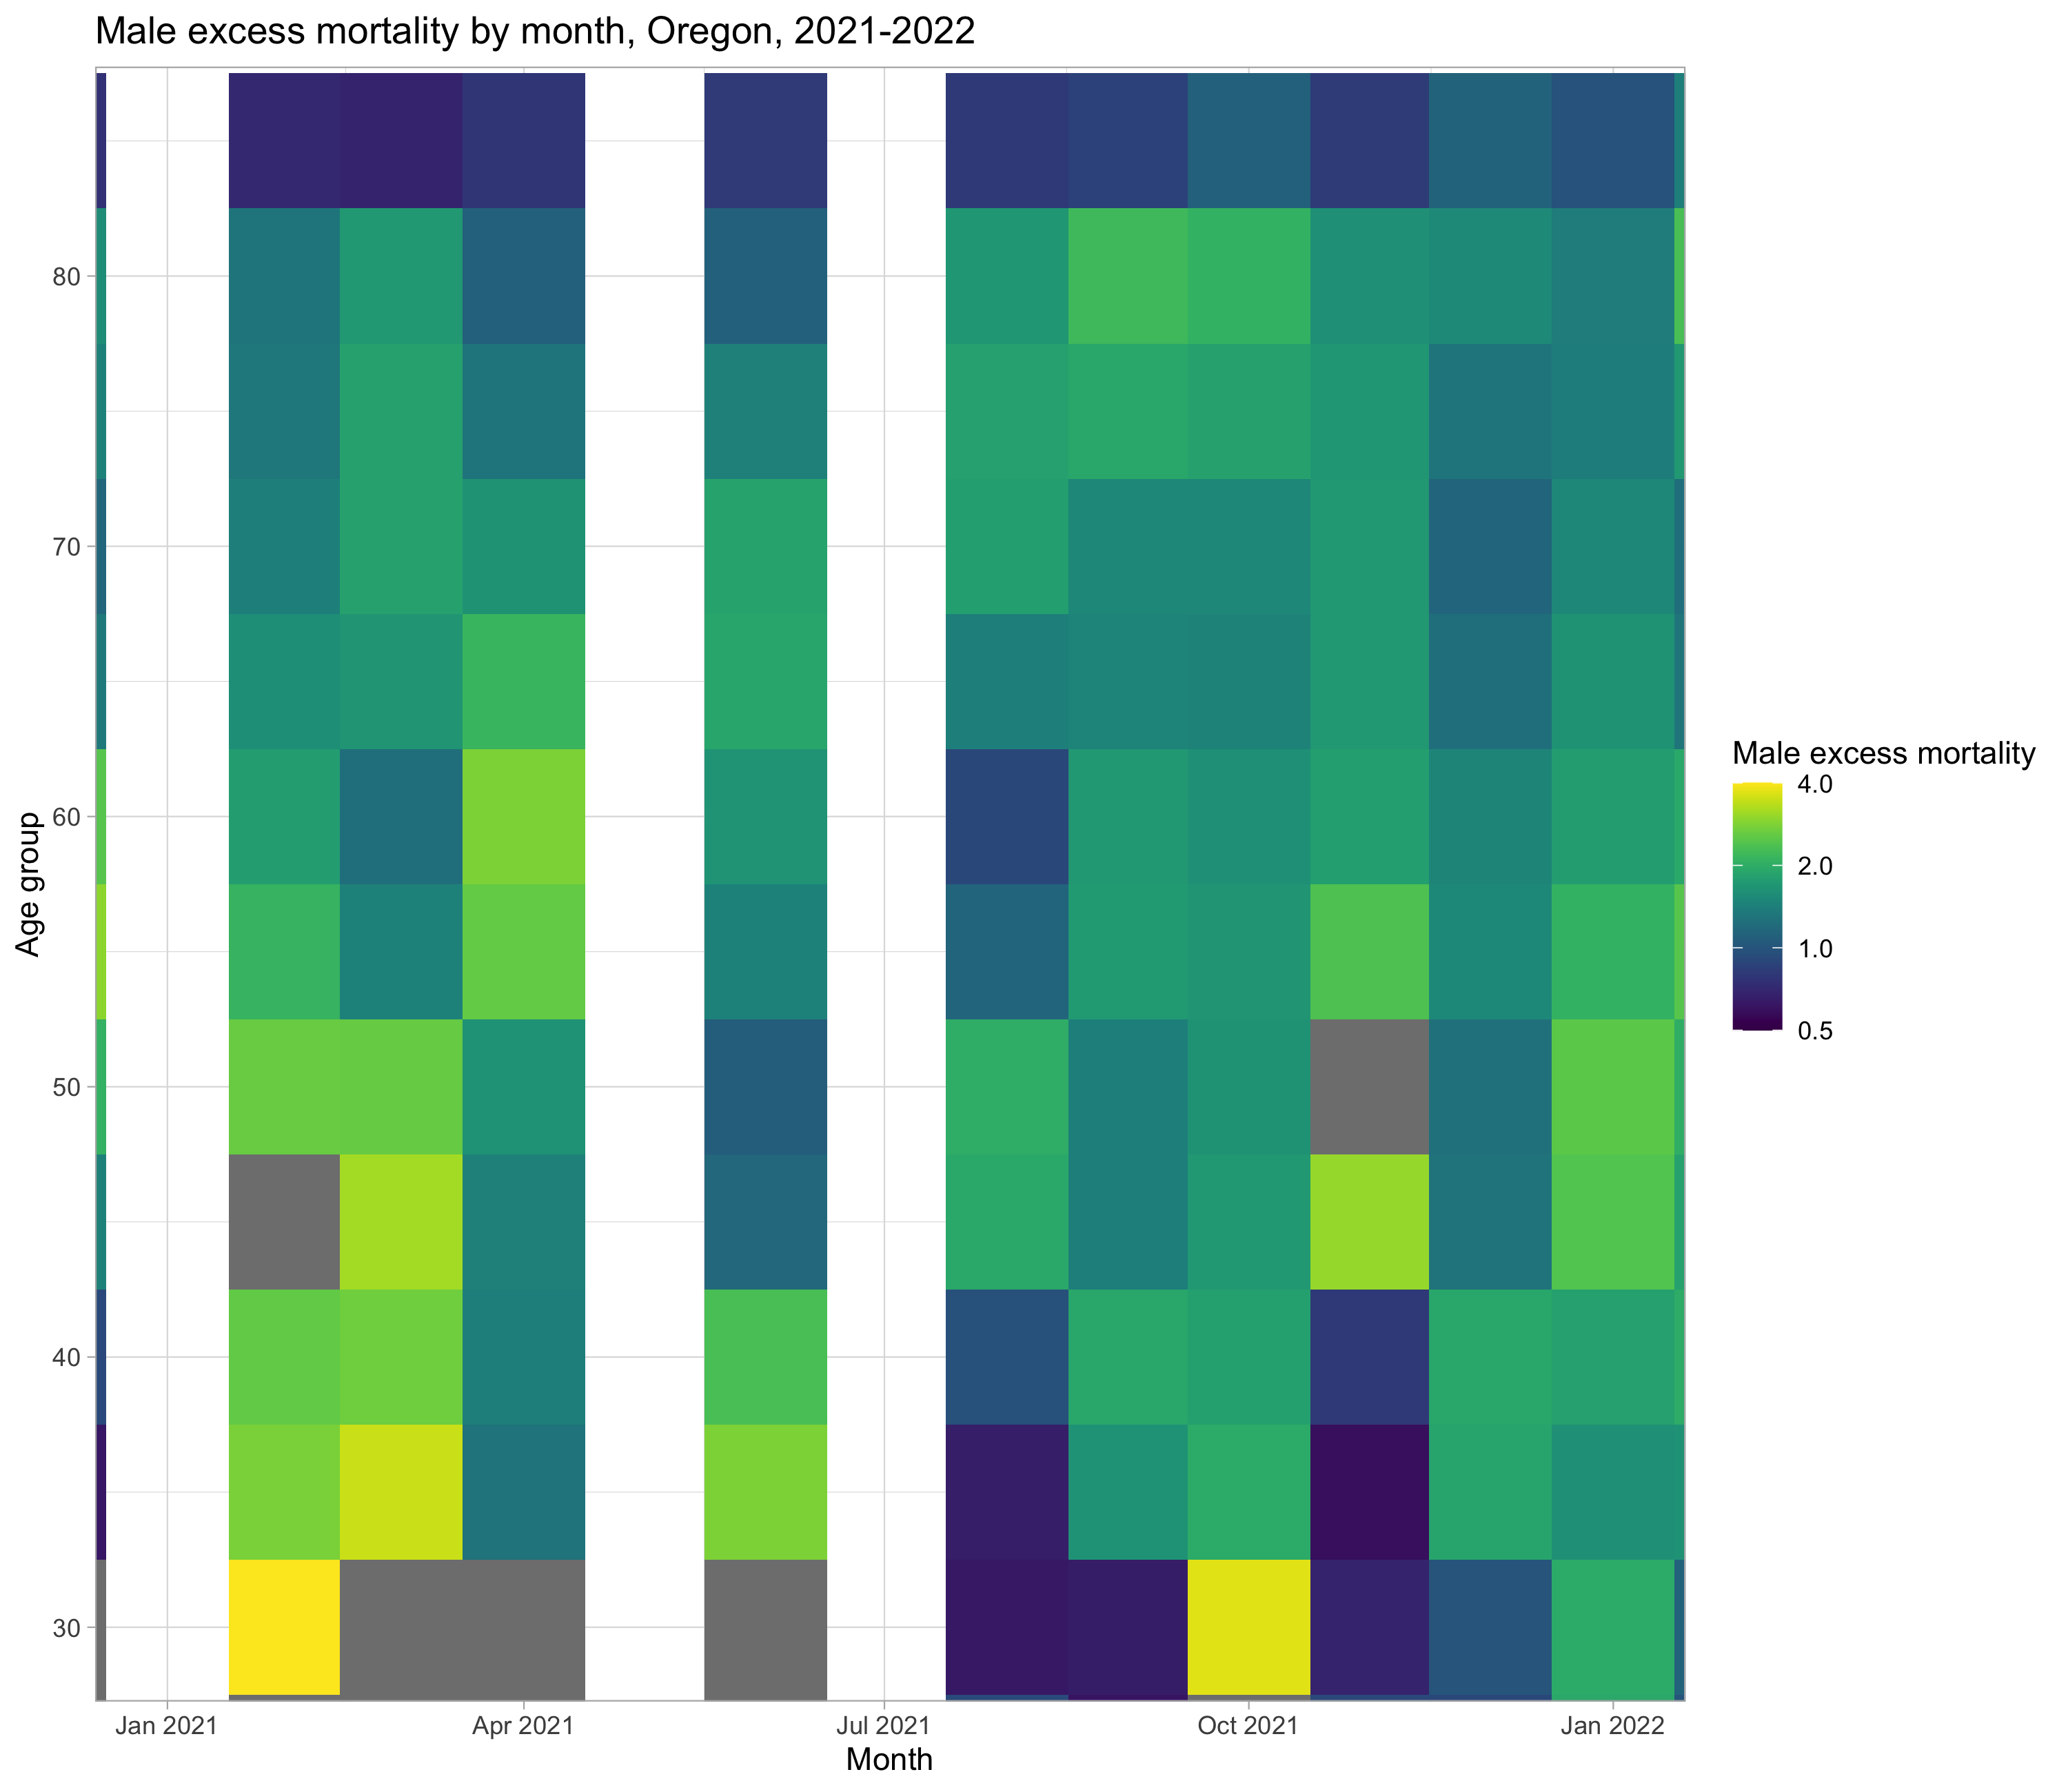 Male excess mortality by month, Oregon, 2021-2022
Age group
80
70
60
50
40
30
Jan 2021
Apr 2021
Jul 2021
Oct 2021
Jan 2022
Month
Male excess mortality
4.0
2.0
1.0
0.5